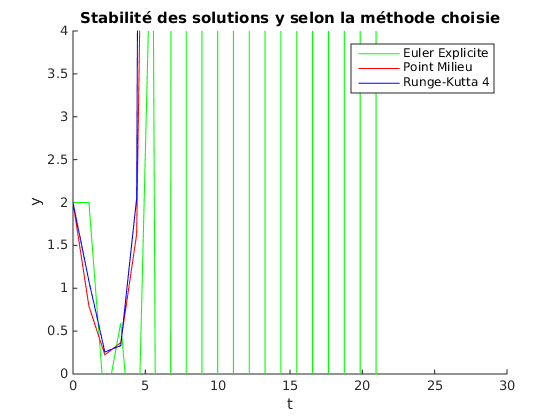 Stabilité des solutions y selon la méthode choisie
Euler Explicite
Point Milieu
Runge-Kutta 4
4
3.5
3
2.5
2
1.5
1
0.5
0
y
0
5
10
15
20
25
30
t